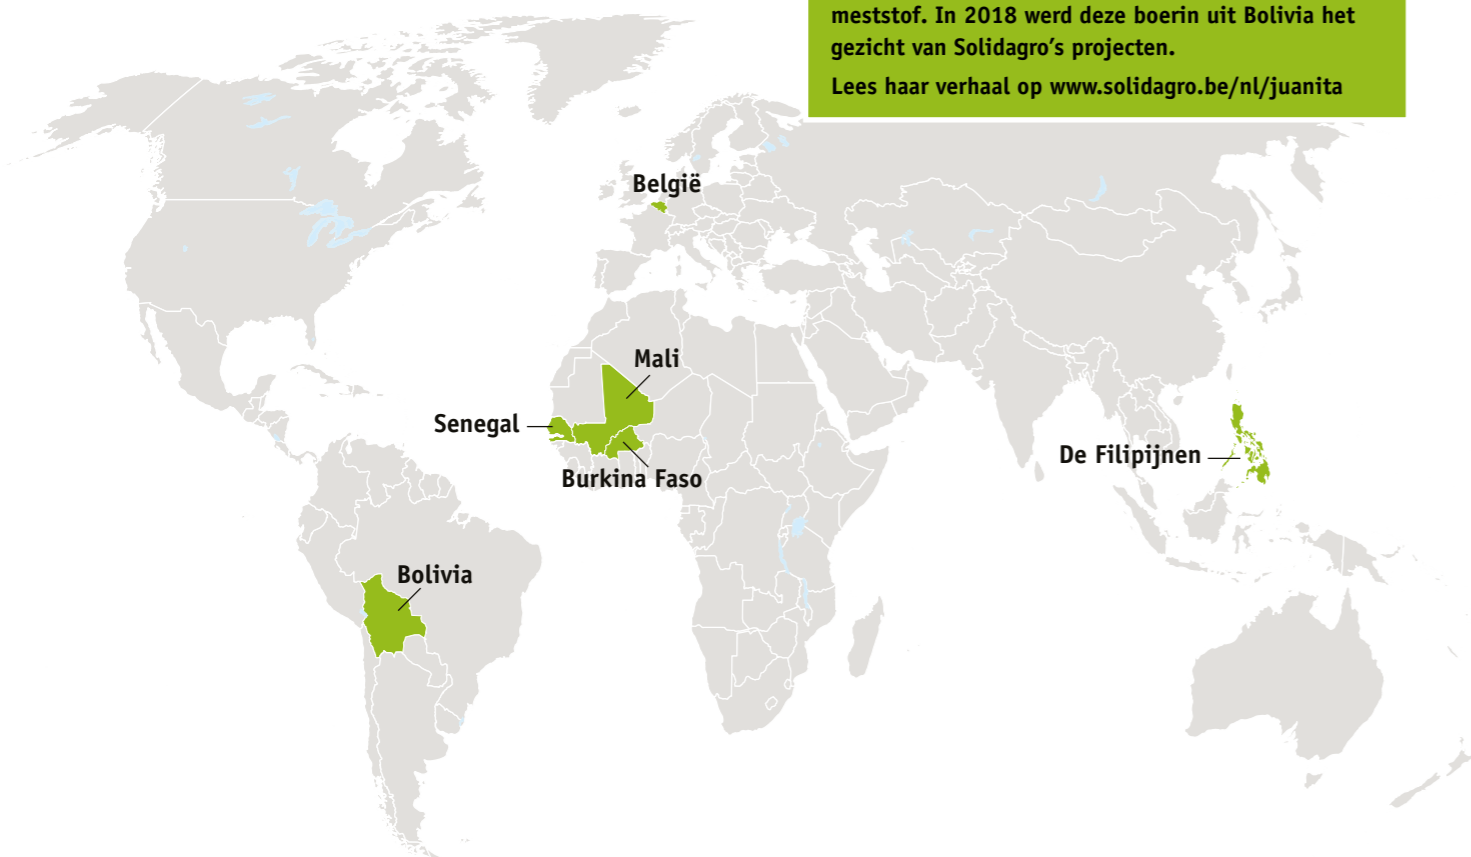 meststof. In 2018 werd deze boerin uit Bolivia het
gezicht van Solidagro’s projecten.
Lees haar verhaal op www.solidagro.be/nl/juanita
België
Mali
Senegal
Burkina Faso
De Filipijnen
Bolivia